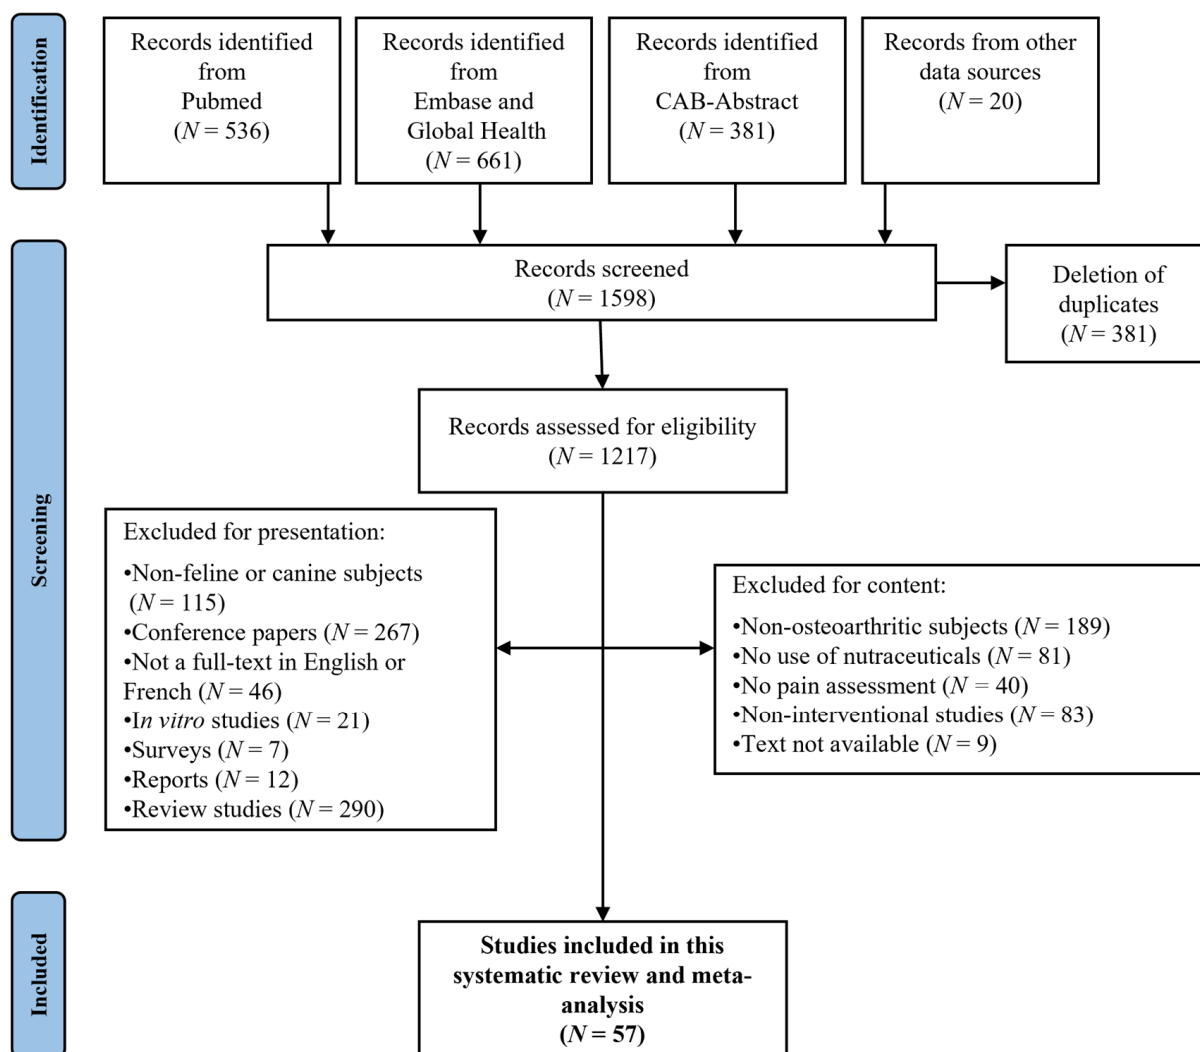 Identification
Records identified
from
Pubmed
(N = 536)
Records identified
from
Embase and
Global Health
(N = 661)
Records identified
from
CAB-Abstract
(N = 381)
Records from other
data sources
(N = 20)
Screening
Records screened
(N = 1598)
Deletion of
duplicates
(N = 381)
Records assessed for eligibility
(N = 1217)
Excluded for presentation:
•Non-feline or canine subjects
(N = 115)
•Conference papers (N = 267)
•Not a full-text in English or
French (N = 46)
•In vitro studies (N = 21)
•Surveys (N = 7)
•Reports (N = 12)
•Review studies (N = 290)
Excluded for content:
•Non-osteoarthritic subjects (N = 189)
•No use of nutraceuticals (N = 81)
•No pain assessment (N = 40)
•Non-interventional studies (N = 83)
•Text not available (N = 9)
Included
Studies included in this
systematic review and meta-
analysis
(N = 57)